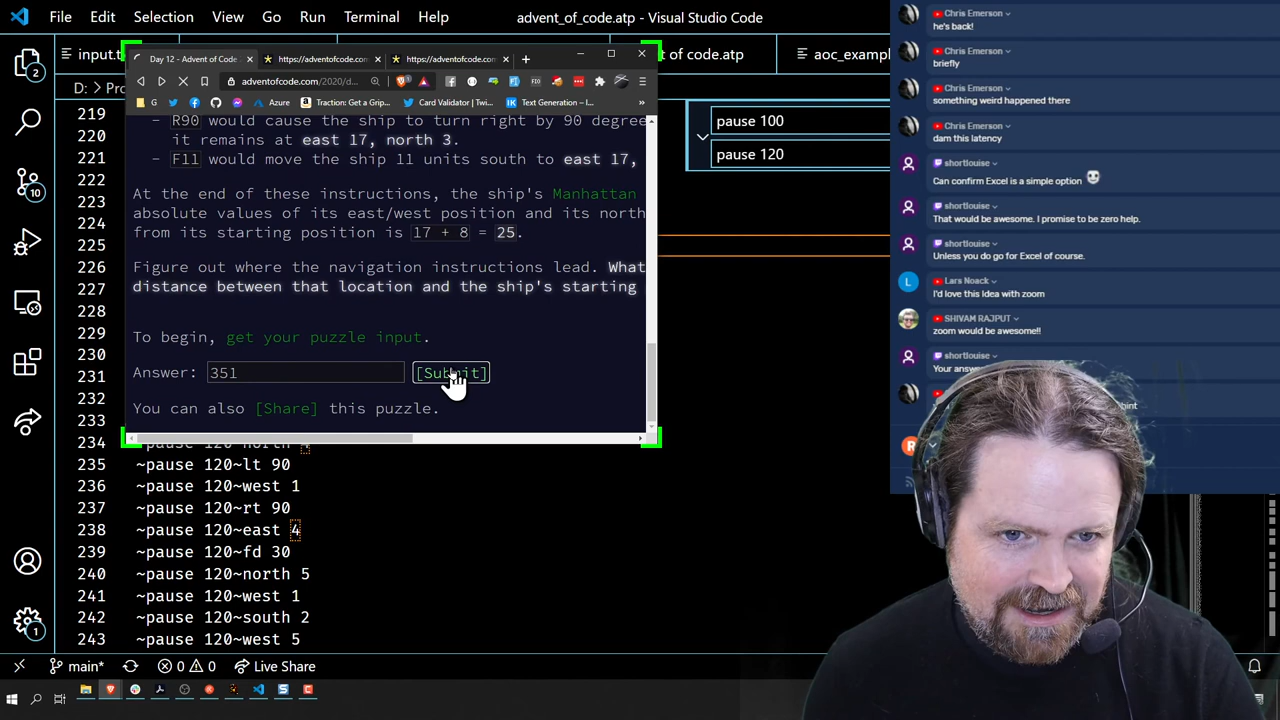 File Edit Selection View Go Run Terminal Help
advent_of_code.atp - Visual Studio Code
input.t
of code.atp
aoc_exampl
D: > Pro
Day 12 - Advent of Code
https://adventofcode.com
https://adventofcode.com
adventofcode.com/2020/d
G
Azure
Traction: Get a Grip...
Card Validator | Twi...
Text Generation – I...
- R90 would cause the ship to turn right by 90 degree
it remains at east 17, north 3.
- F11 would move the ship 11 units south to east 17,
At the end of these instructions, the ship's Manhattan
absolute values of its east/west position and its north
from its starting position is 17 + 8 = 25.
Figure out where the navigation instructions lead. What
distance between that location and the ship's starting
To begin, get your puzzle input.
Answer: 351 [Submit]
You can also [Share] this puzzle.
pause 100
pause 120
2
10
1
219
220
221
222
223
224
225
226
227
228
229
230
231
232
233
234 ~pause 120~north 4
235 ~pause 120~lt 90
236 ~pause 120~west 1
237 ~pause 120~rt 90
238 ~pause 120~east 4
239 ~pause 120~fd 30
240 ~pause 120~north 5
241 ~pause 120~west 1
242 ~pause 120~south 2
243 ~pause 120~west 5
main* 0 0 Live Share
Chris Emerson
he's back!
Chris Emerson
briefly
Chris Emerson
something weird happened there
Chris Emerson
dam this latency
shortlouise
Can confirm Excel is a simple option
shortlouise
That would be awesome. I promise to be zero help.
shortlouise
Unless you do go for Excel of course.
L
Lars Noack
I'd love this Idea with zoom
SHIVAM RAJPUT
zoom would be awesome!!
shortlouise
Your answe
hint
R